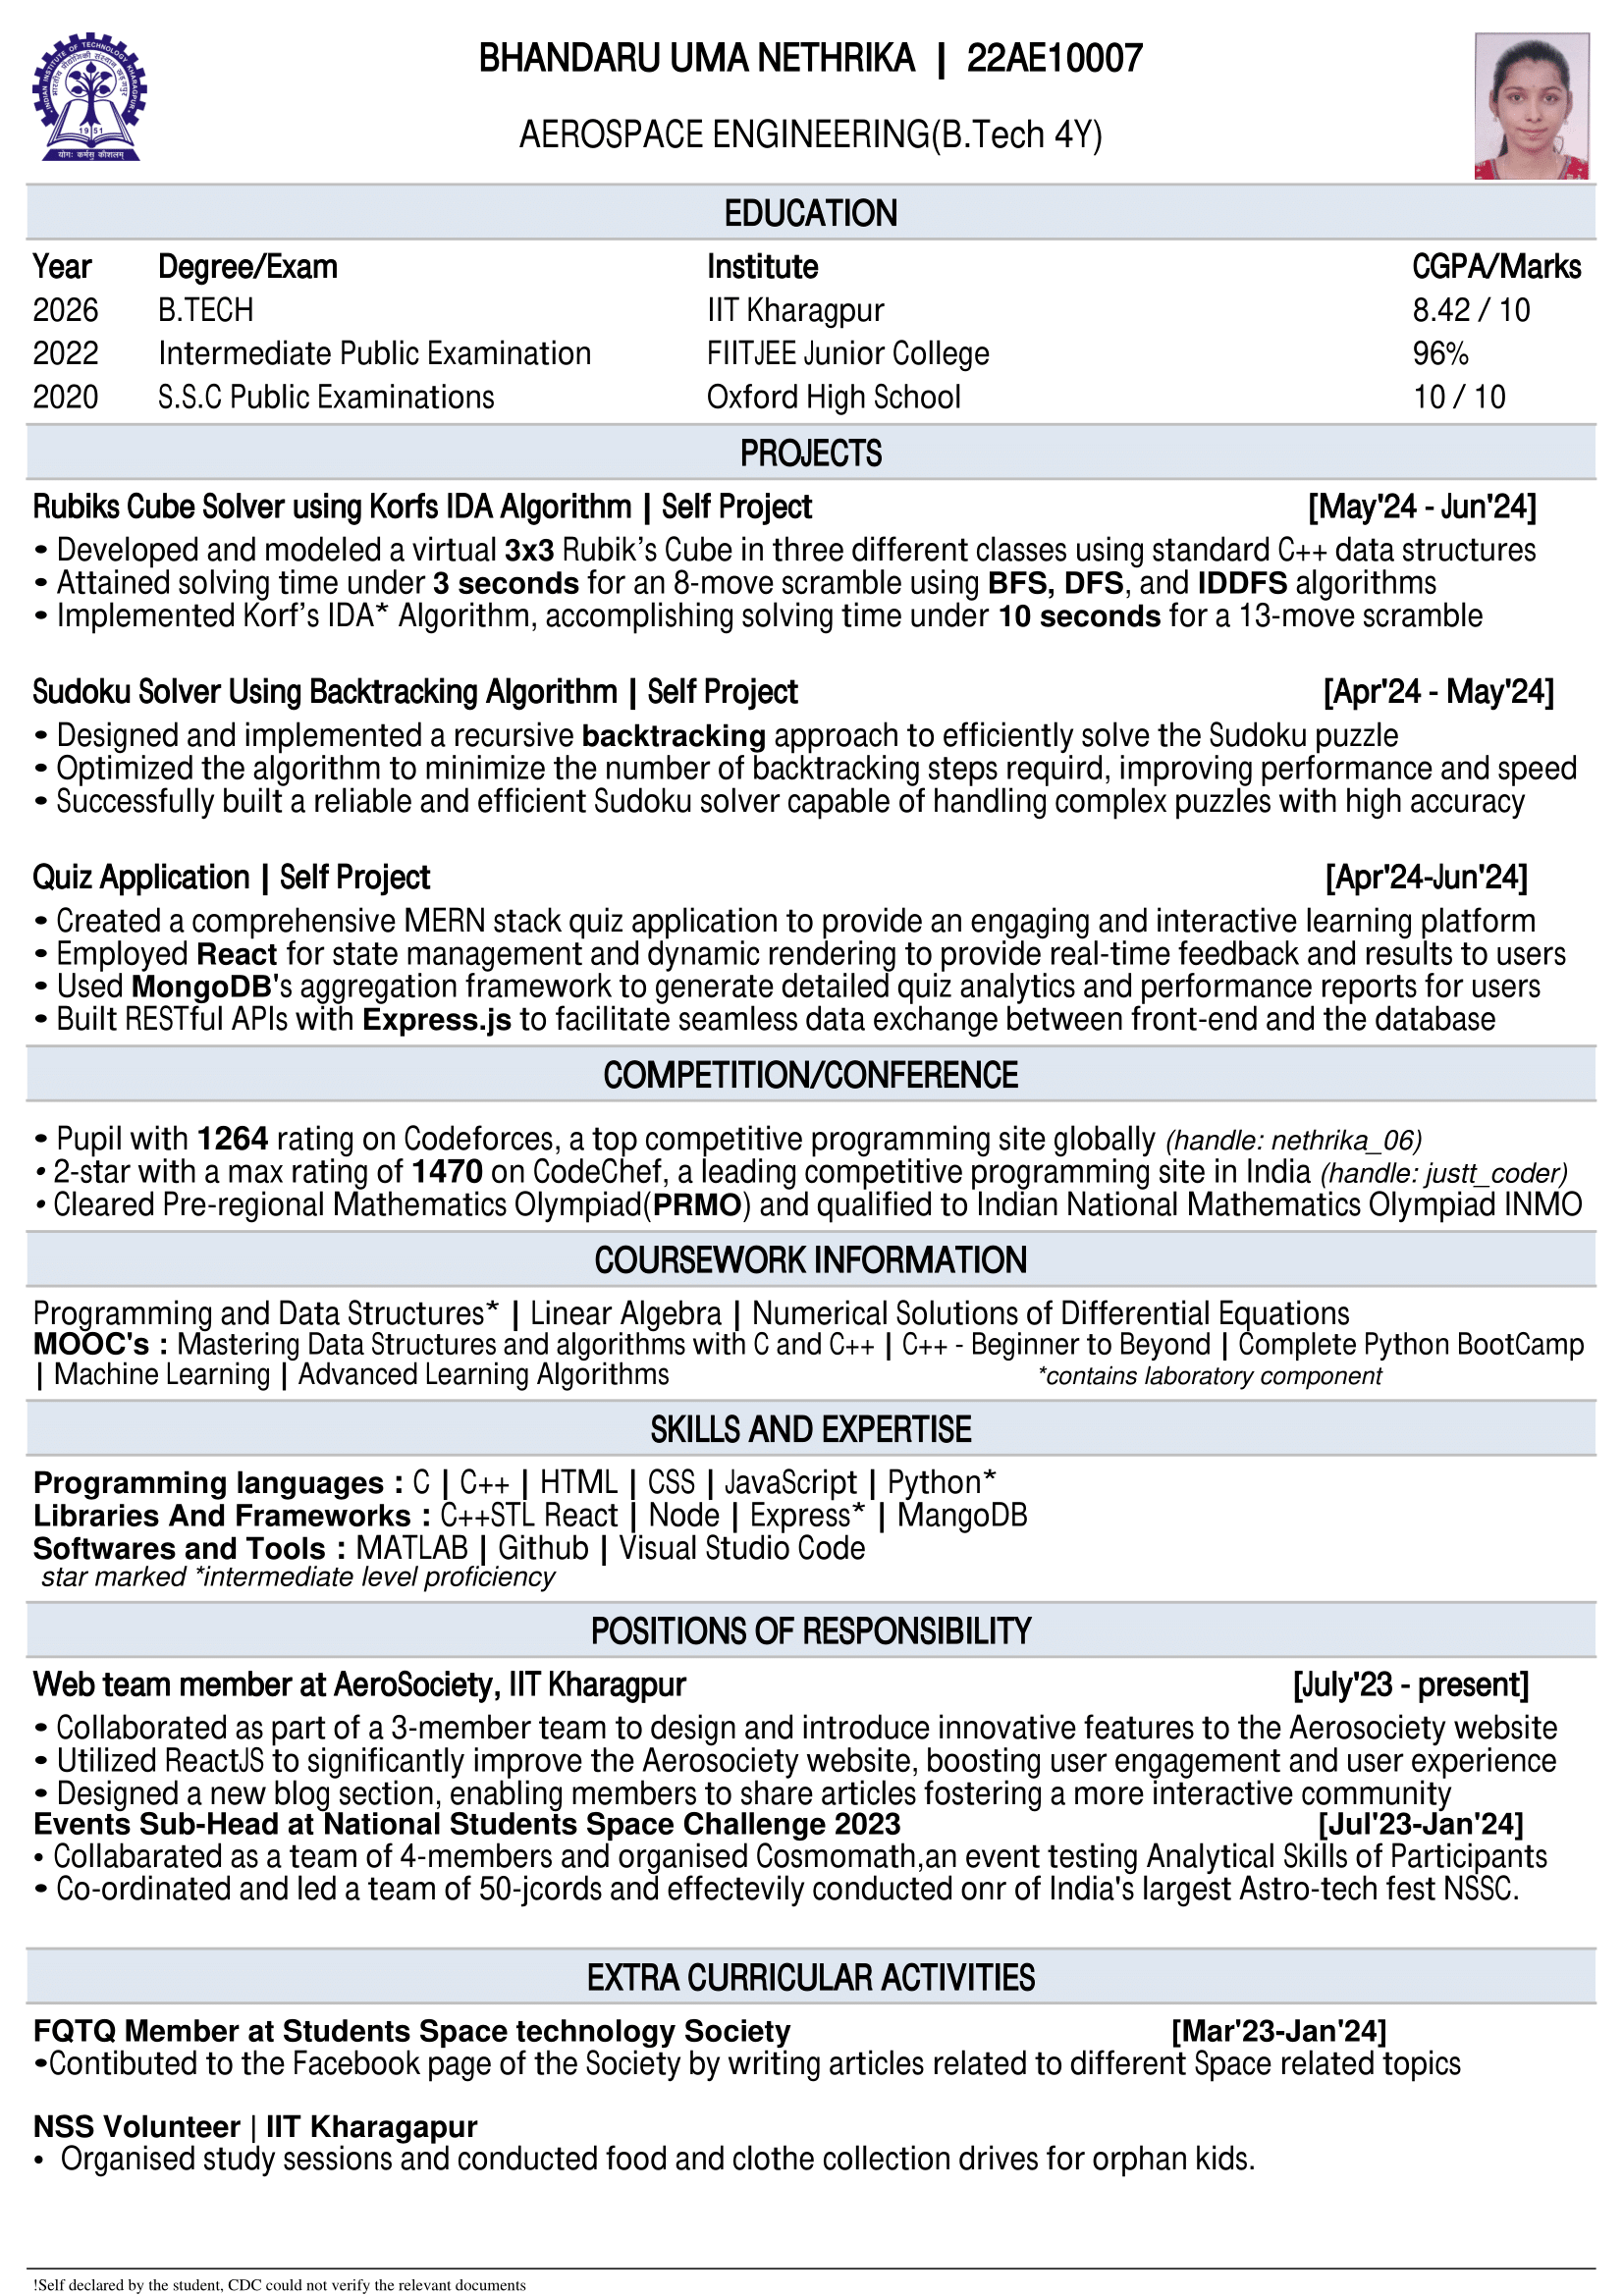 INDIAN INSTITUTE OF TECHNOLOGY KHARAGPUR
भारतीय प्रौद्योगिकी संस्थान खड़गपुर
1951
योगः कर्मसु कौशलम्
BHANDARU UMA NETHRIKA | 22AE10007
AEROSPACE ENGINEERING(B.Tech 4Y)
EDUCATION
Year Degree/Exam Institute CGPA/Marks
2026 B.TECH IIT Kharagpur 8.42 / 10
2022 Intermediate Public Examination FIITJEE Junior College 96%
2020 S.S.C Public Examinations Oxford High School 10 / 10
PROJECTS
Rubiks Cube Solver using Korfs IDA Algorithm | Self Project [May'24 - Jun'24]
• Developed and modeled a virtual 3x3 Rubik's Cube in three different classes using standard C++ data structures
• Attained solving time under 3 seconds for an 8-move scramble using BFS, DFS, and IDDFS algorithms
• Implemented Korf's IDA* Algorithm, accomplishing solving time under 10 seconds for a 13-move scramble
Sudoku Solver Using Backtracking Algorithm | Self Project [Apr'24 - May'24]
• Designed and implemented a recursive backtracking approach to efficiently solve the Sudoku puzzle
• Optimized the algorithm to minimize the number of backtracking steps requird, improving performance and speed
• Successfully built a reliable and efficient Sudoku solver capable of handling complex puzzles with high accuracy
Quiz Application | Self Project [Apr'24-Jun'24]
• Created a comprehensive MERN stack quiz application to provide an engaging and interactive learning platform
• Employed React for state management and dynamic rendering to provide real-time feedback and results to users
• Used MongoDB's aggregation framework to generate detailed quiz analytics and performance reports for users
• Built RESTful APIs with Express.js to facilitate seamless data exchange between front-end and the database
COMPETITION/CONFERENCE
• Pupil with 1264 rating on Codeforces, a top competitive programming site globally (handle: nethrika_06)
• 2-star with a max rating of 1470 on CodeChef, a leading competitive programming site in India (handle: justt_coder)
• Cleared Pre-regional Mathematics Olympiad(PRMO) and qualified to Indian National Mathematics Olympiad INMO
COURSEWORK INFORMATION
Programming and Data Structures* | Linear Algebra | Numerical Solutions of Differential Equations
MOOC's : Mastering Data Structures and algorithms with C and C++ | C++ - Beginner to Beyond | Complete Python BootCamp
| Machine Learning | Advanced Learning Algorithms *contains laboratory component
SKILLS AND EXPERTISE
Programming languages : C | C++ | HTML | CSS | JavaScript | Python*
Libraries And Frameworks : C++STL React | Node | Express* | MangoDB
Softwares and Tools : MATLAB | Github | Visual Studio Code
star marked *intermediate level proficiency
POSITIONS OF RESPONSIBILITY
Web team member at AeroSociety, IIT Kharagpur [July'23 - present]
• Collaborated as part of a 3-member team to design and introduce innovative features to the Aerosociety website
• Utilized ReactJS to significantly improve the Aerosociety website, boosting user engagement and user experience
• Designed a new blog section, enabling members to share articles fostering a more interactive community
Events Sub-Head at National Students Space Challenge 2023 [Jul'23-Jan'24]
• Collabarated as a team of 4-members and organised Cosmomath,an event testing Analytical Skills of Participants
• Co-ordinated and led a team of 50-jcords and effectevily conducted onr of India's largest Astro-tech fest NSSC.
EXTRA CURRICULAR ACTIVITIES
FQTQ Member at Students Space technology Society [Mar'23-Jan'24]
•Contibuted to the Facebook page of the Society by writing articles related to different Space related topics
NSS Volunteer | IIT Kharagapur
• Organised study sessions and conducted food and clothe collection drives for orphan kids.
!Self declared by the student, CDC could not verify the relevant documents